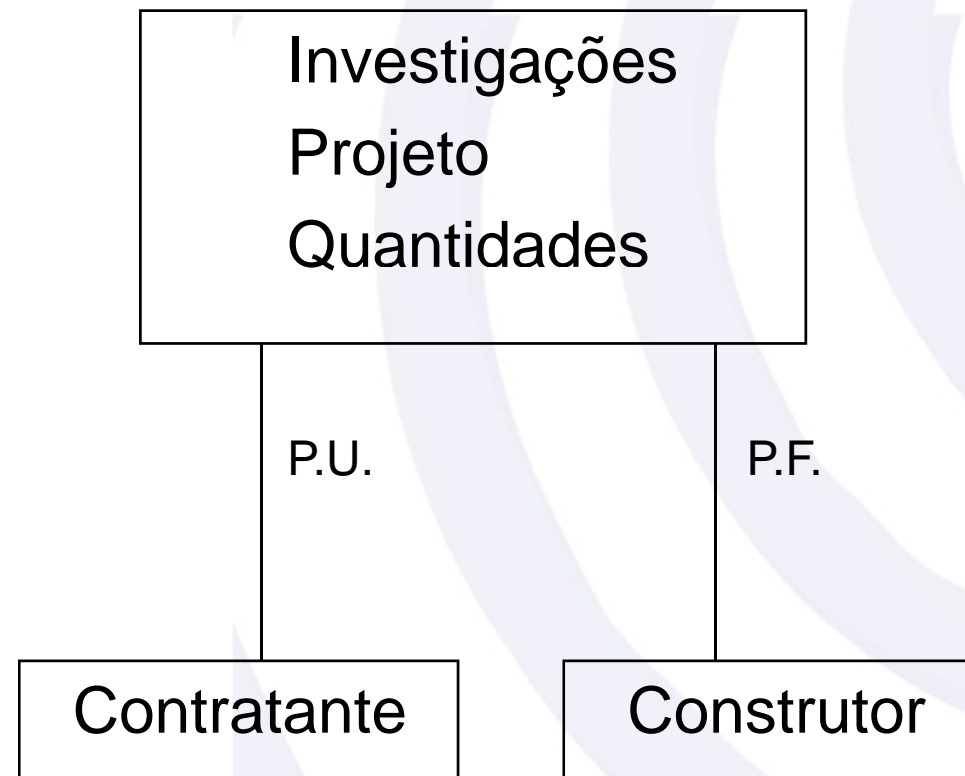 Investigações
Projeto
Quantidades
P.U.
P.F.
Contratante
Construtor